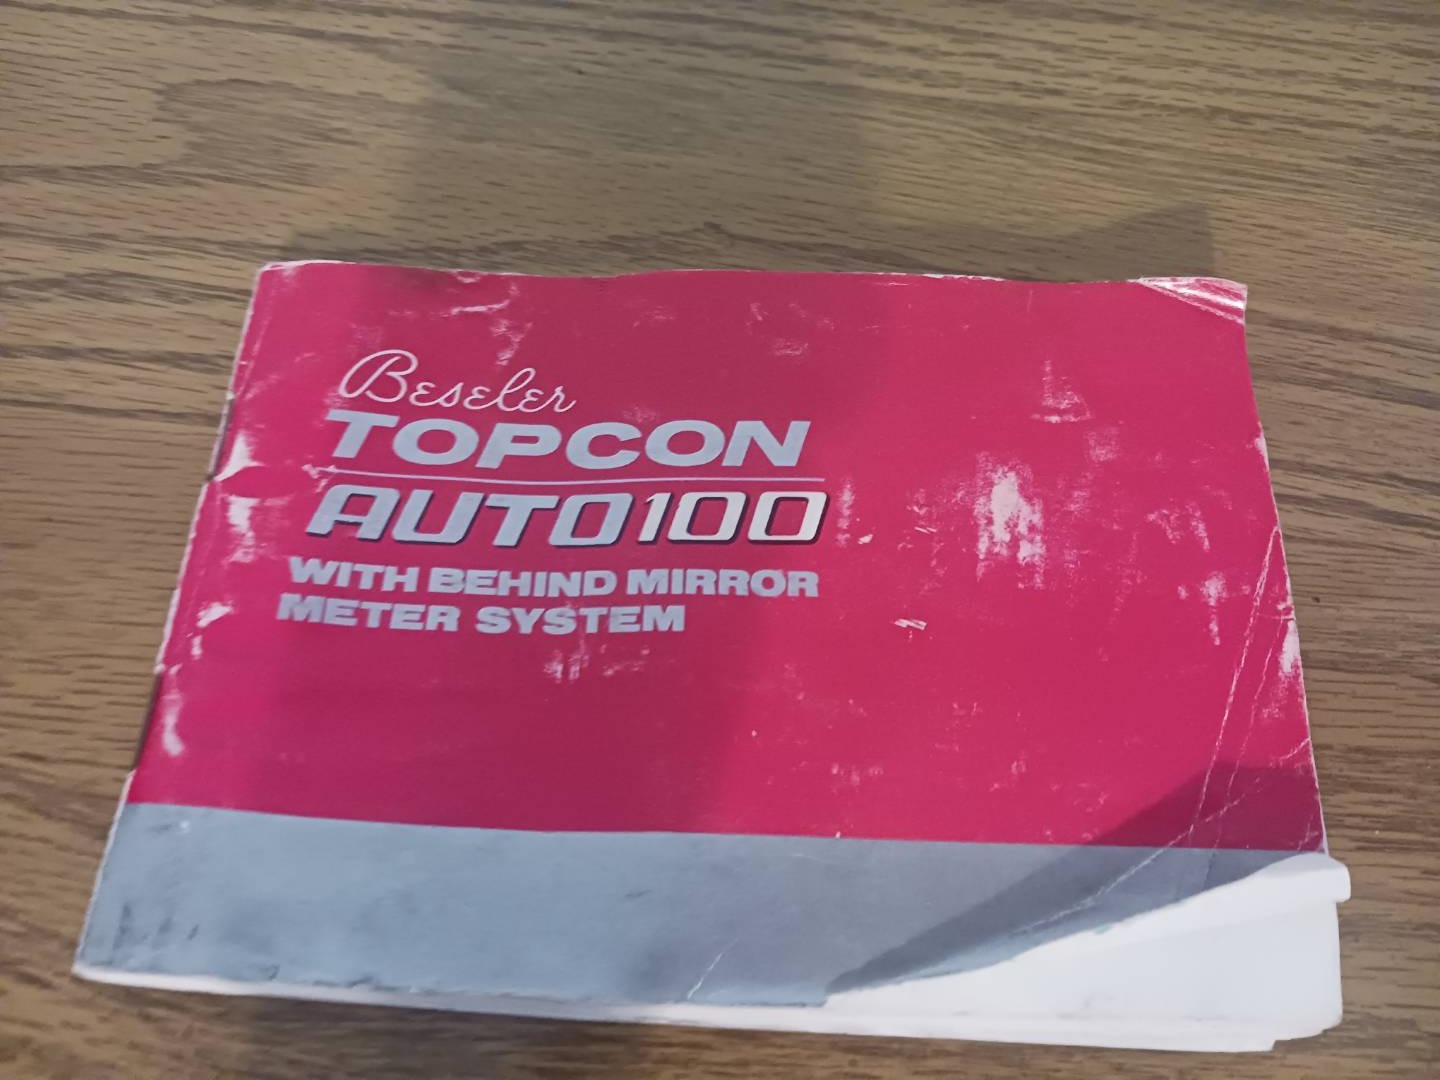 Beseler
TOPCON
AUTO100
WITH BEHIND MIRROR
METER SYSTEM